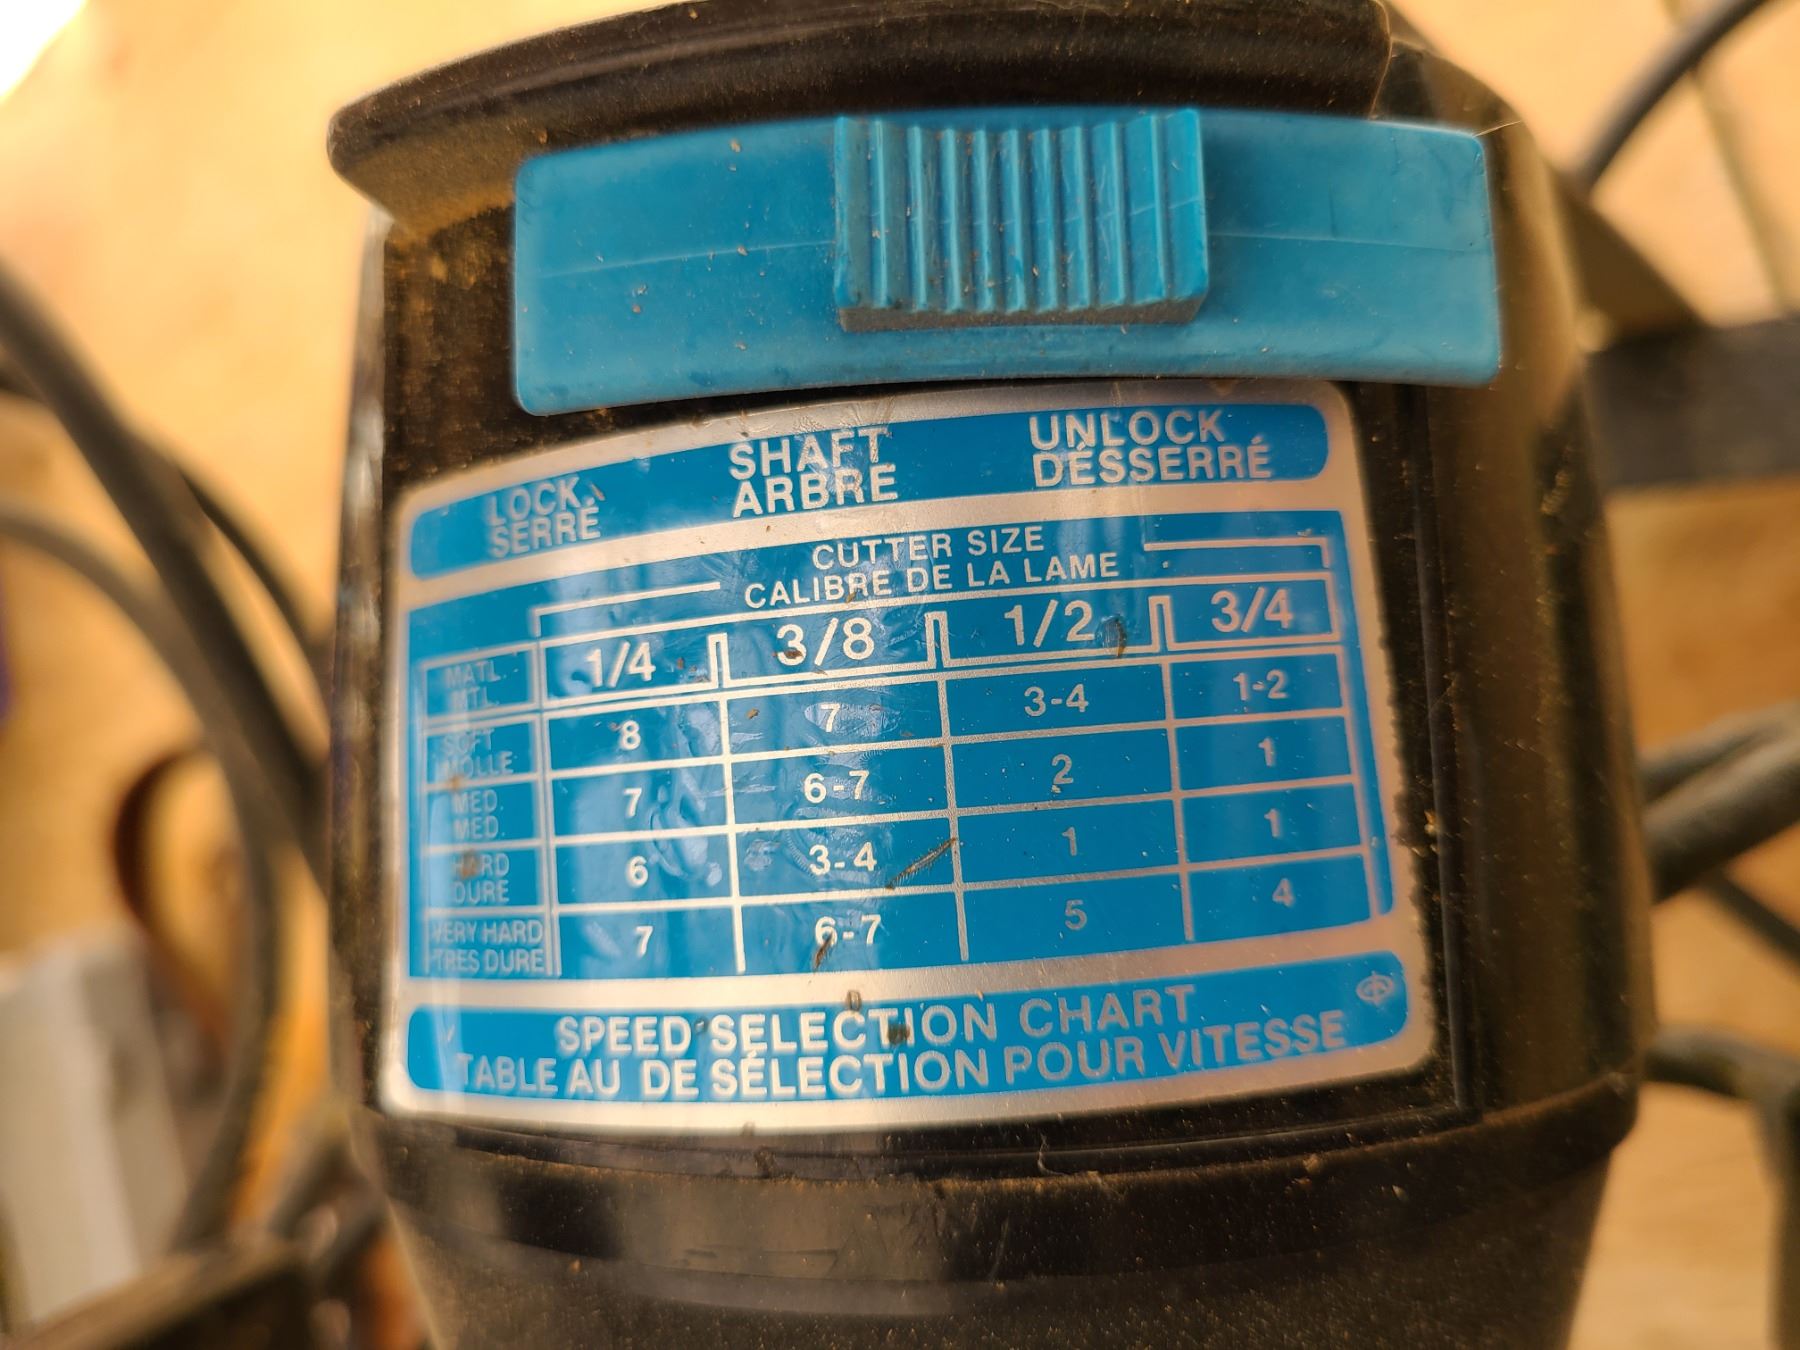 LOCK SHAFT UNLOCK
SERRÉ ARBRE DÉSSERRÉ
CUTTER SIZE
CALIBRE DE LA LAME
MATL. 1/4 3/8 1/2 3/4
MTL.
SOFT 8 7 3-4 1-2
MOLLE
MED. 7 6-7 2 1
MED.
HARD 6 3-4 1 1
DURE
VERY HARD 7 6-7 5 4
TRES DURE
SPEED SELECTION CHART
TABLE AU DE SÉLECTION POUR VITESSE